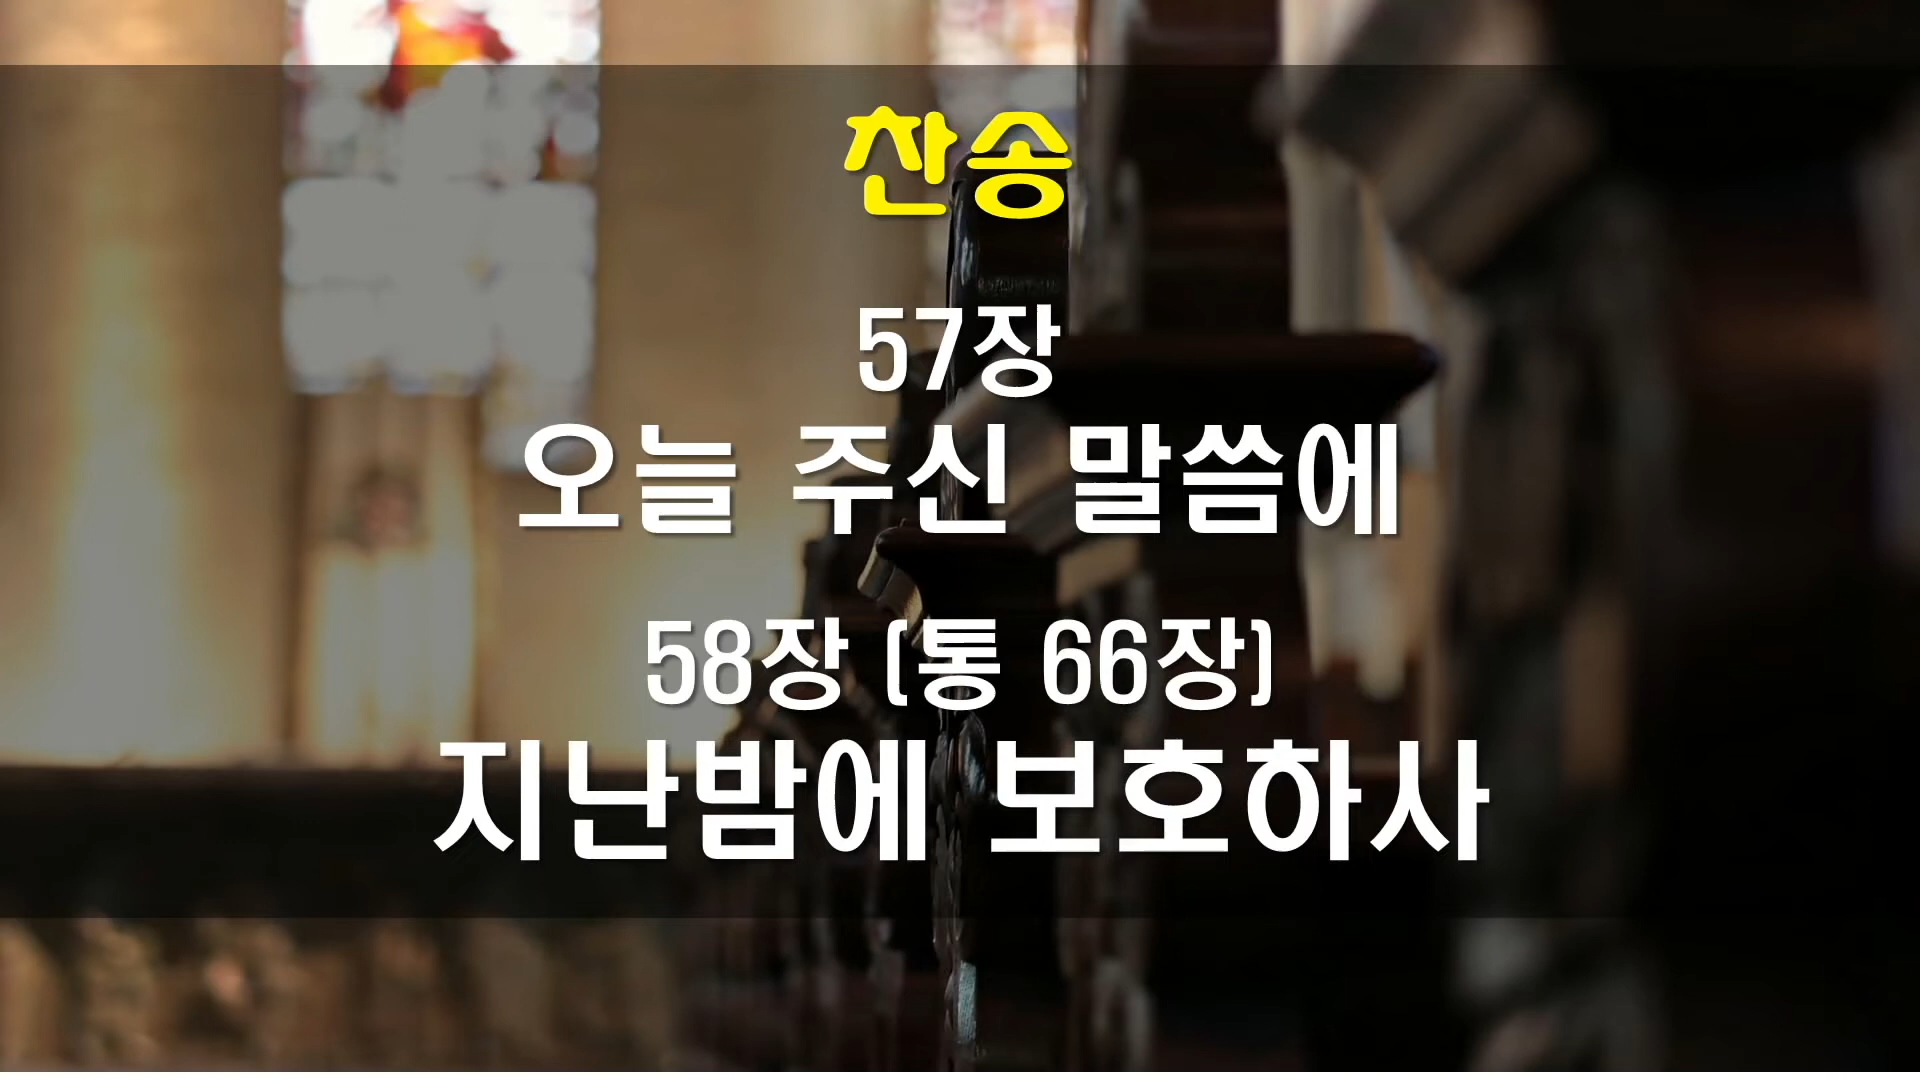 찬송
57장
오늘 주신 말씀에
58장 (통 66장)
지난밤에 보호하사